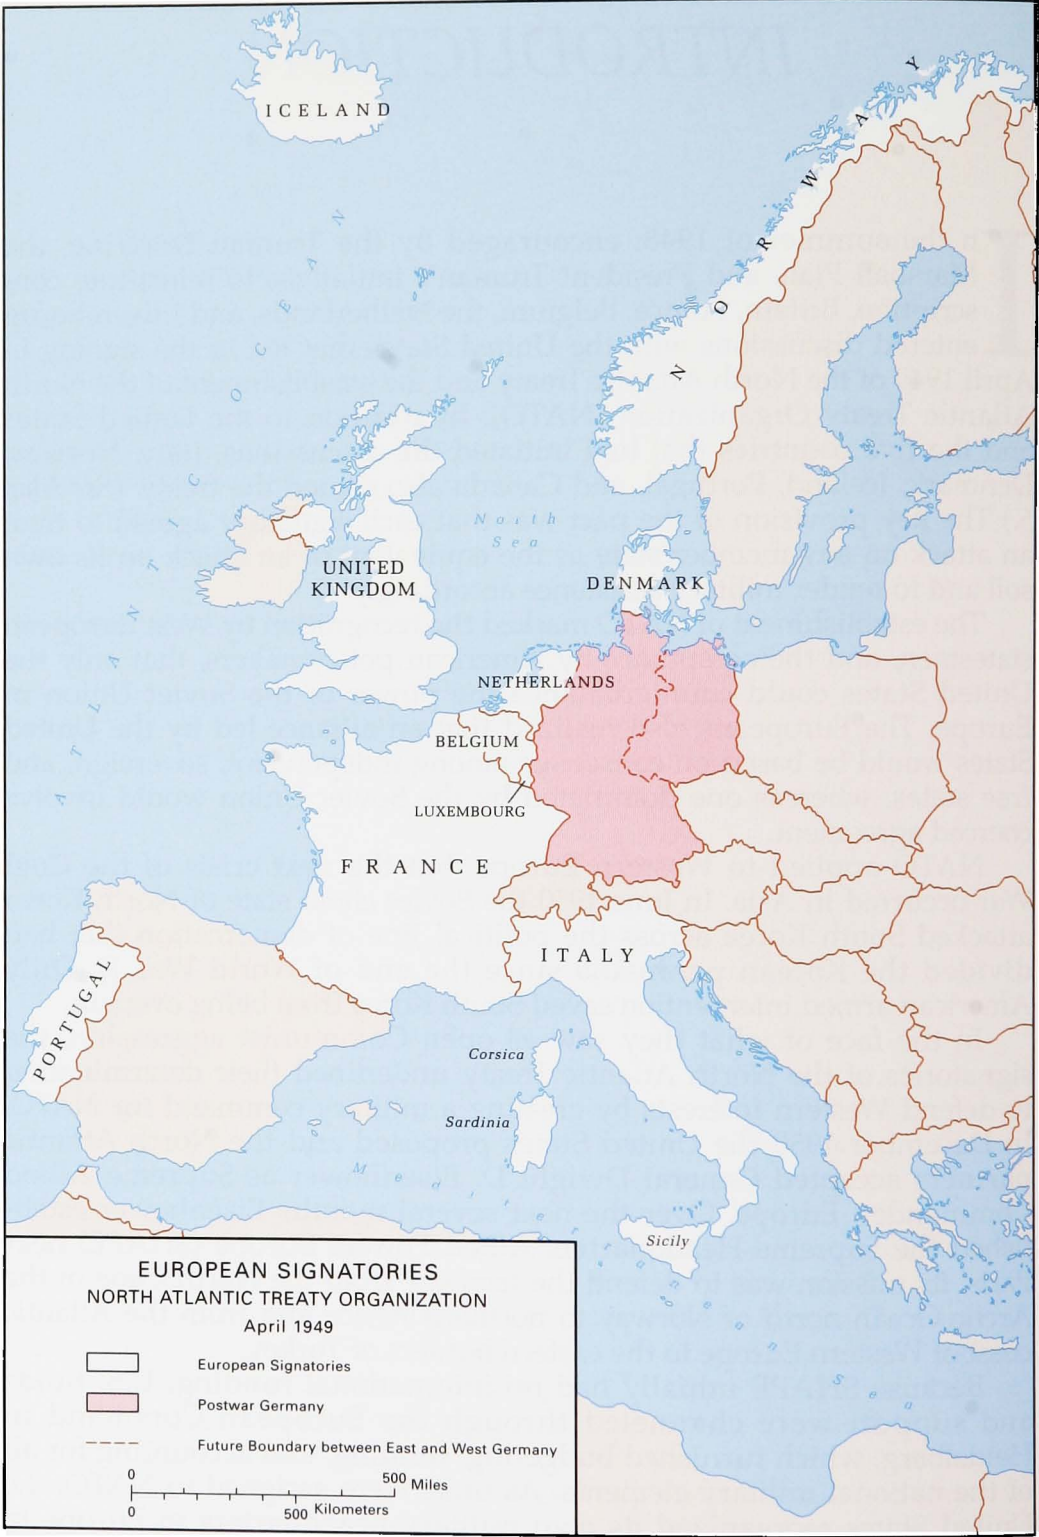 ICELAND
NORWAY
ATLANTIC OCEAN
North
Sea
UNITED
KINGDOM
DENMARK
NETHERLANDS
BELGIUM
LUXEMBOURG
FRANCE
ITALY
PORTUGAL
Corsica
Sardinia
Sicily
Mediterranean Sea
EUROPEAN SIGNATORIES
NORTH ATLANTIC TREATY ORGANIZATION
April 1949
European Signatories
Postwar Germany
Future Boundary between East and West Germany
0 500 Miles
0 500 Kilometers